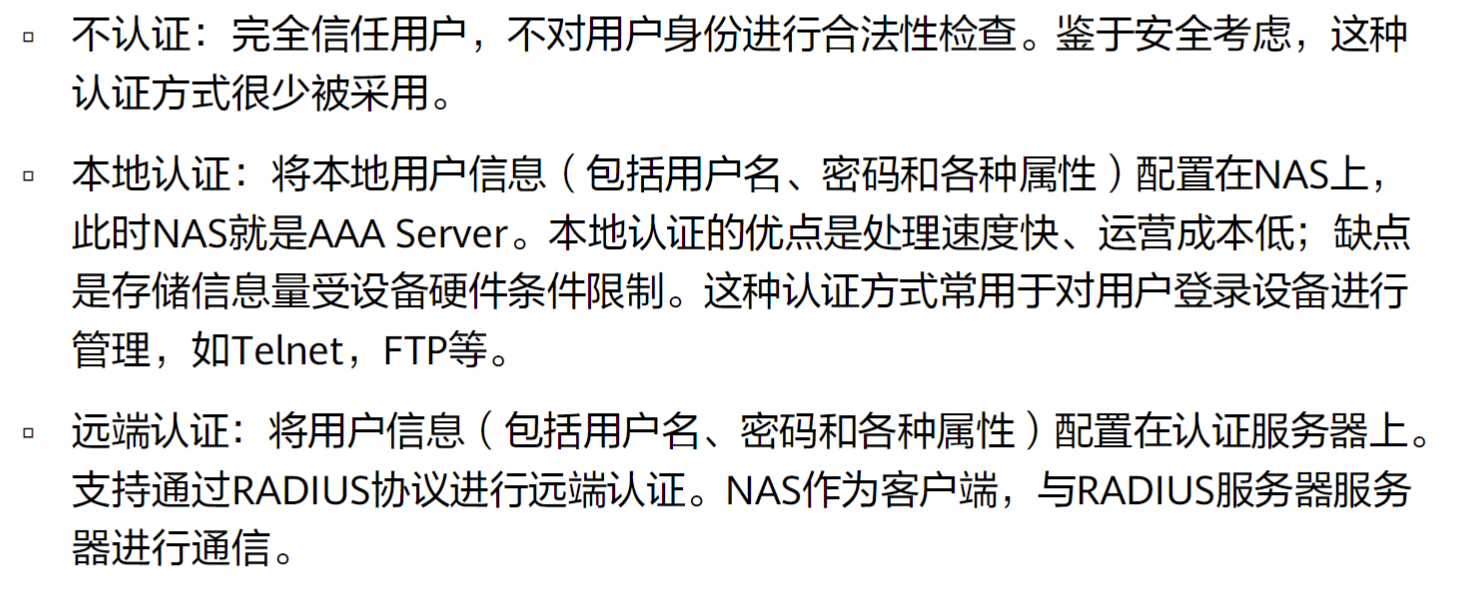 ▫ 不认证：完全信任用户，不对用户身份进行合法性检查。鉴于安全考虑，这种
认证方式很少被采用。
▫ 本地认证：将本地用户信息（包括用户名、密码和各种属性）配置在NAS上，
此时NAS就是AAA Server。本地认证的优点是处理速度快、运营成本低；缺点
是存储信息量受设备硬件条件限制。这种认证方式常用于对用户登录设备进行
管理，如Telnet，FTP等。
▫ 远端认证：将用户信息（包括用户名、密码和各种属性）配置在认证服务器上。
支持通过RADIUS协议进行远端认证。NAS作为客户端，与RADIUS服务器服务
器进行通信。